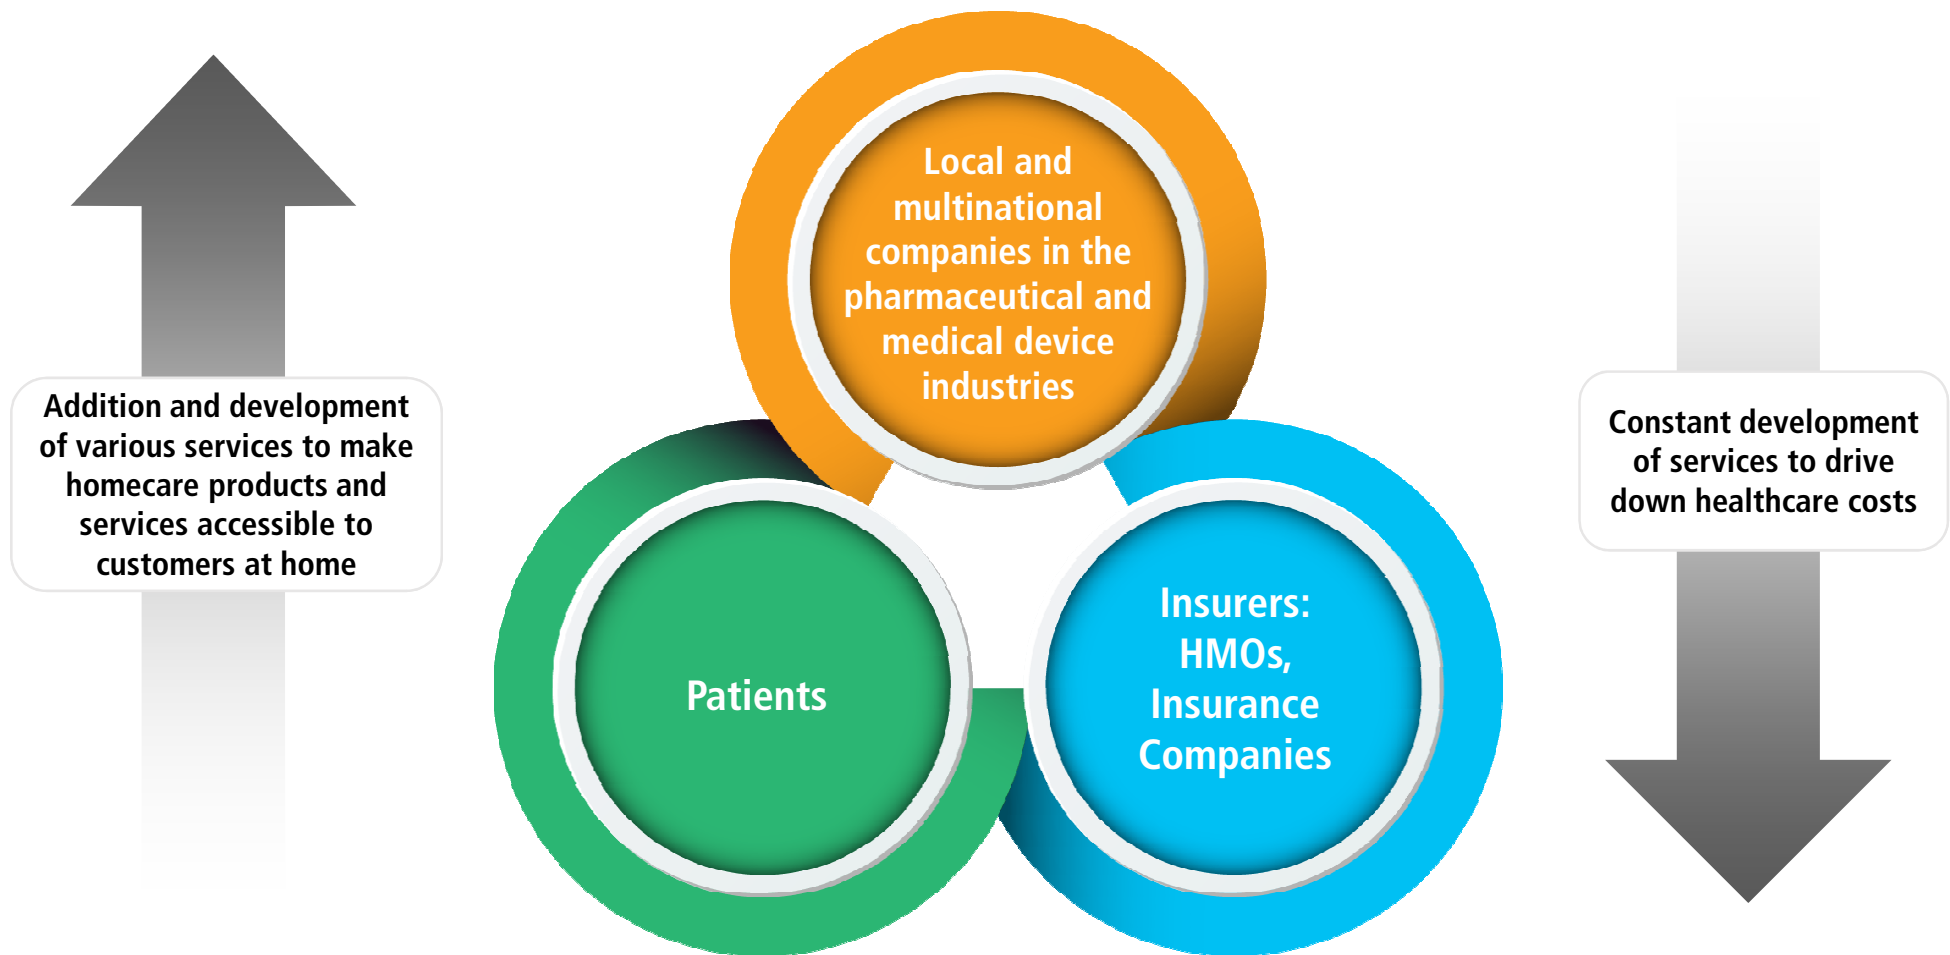 Local and
multinational
companies in the
pharmaceutical and
medical device
industries
Addition and development
of various services to make
homecare products and
services accessible to
customers at home
Constant development
of services to drive
down healthcare costs
Patients
Insurers:
HMOs,
Insurance
Companies